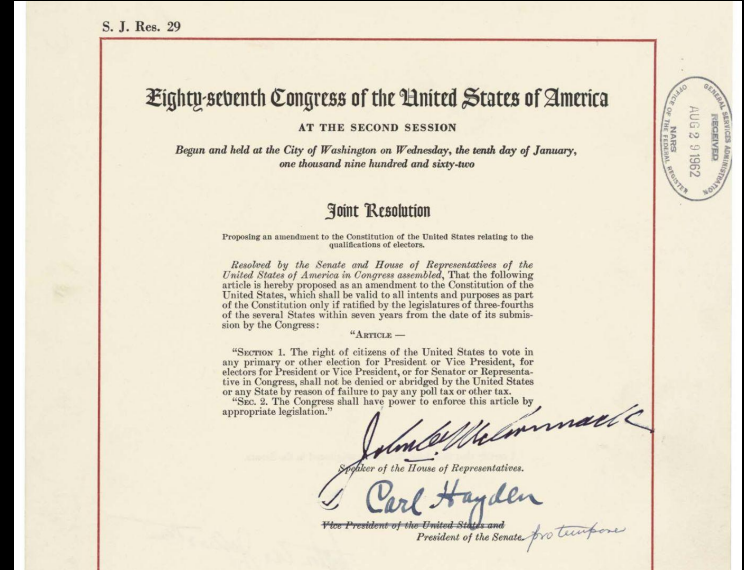 S. J. Res. 29
Eighty-seventh Congress of the United States of America
AT THE SECOND SESSION
Begun and held at the City of Washington on Wednesday, the tenth day of January,
one thousand nine hundred and sixty-two
GENERAL SERVICES ADMINISTRATION
RECEIVED
AUG 29 1962
NARS
OFFICE OF THE FEDERAL REGISTER
Joint Resolution
Proposing an amendment to the Constitution of the United States relating to the
qualifications of electors.
Resolved by the Senate and House of Representatives of the
United States of America in Congress assembled, That the following
article is hereby proposed as an amendment to the Constitution of the
United States, which shall be valid to all intents and purposes as part
of the Constitution only if ratified by the legislatures of three-fourths
of the several States within seven years from the date of its submis-
sion by the Congress:
"ARTICLE —
"SECTION 1. The right of citizens of the United States to vote in
any primary or other election for President or Vice President, for
electors for President or Vice President, or for Senator or Representa-
tive in Congress, shall not be denied or abridged by the United States
or any State by reason of failure to pay any poll tax or other tax.
"SEC. 2. The Congress shall have power to enforce this article by
appropriate legislation."
John W. McCormack
Speaker of the House of Representatives.
Carl Hayden
Vice President of the United States and
President of the Senate pro tempore